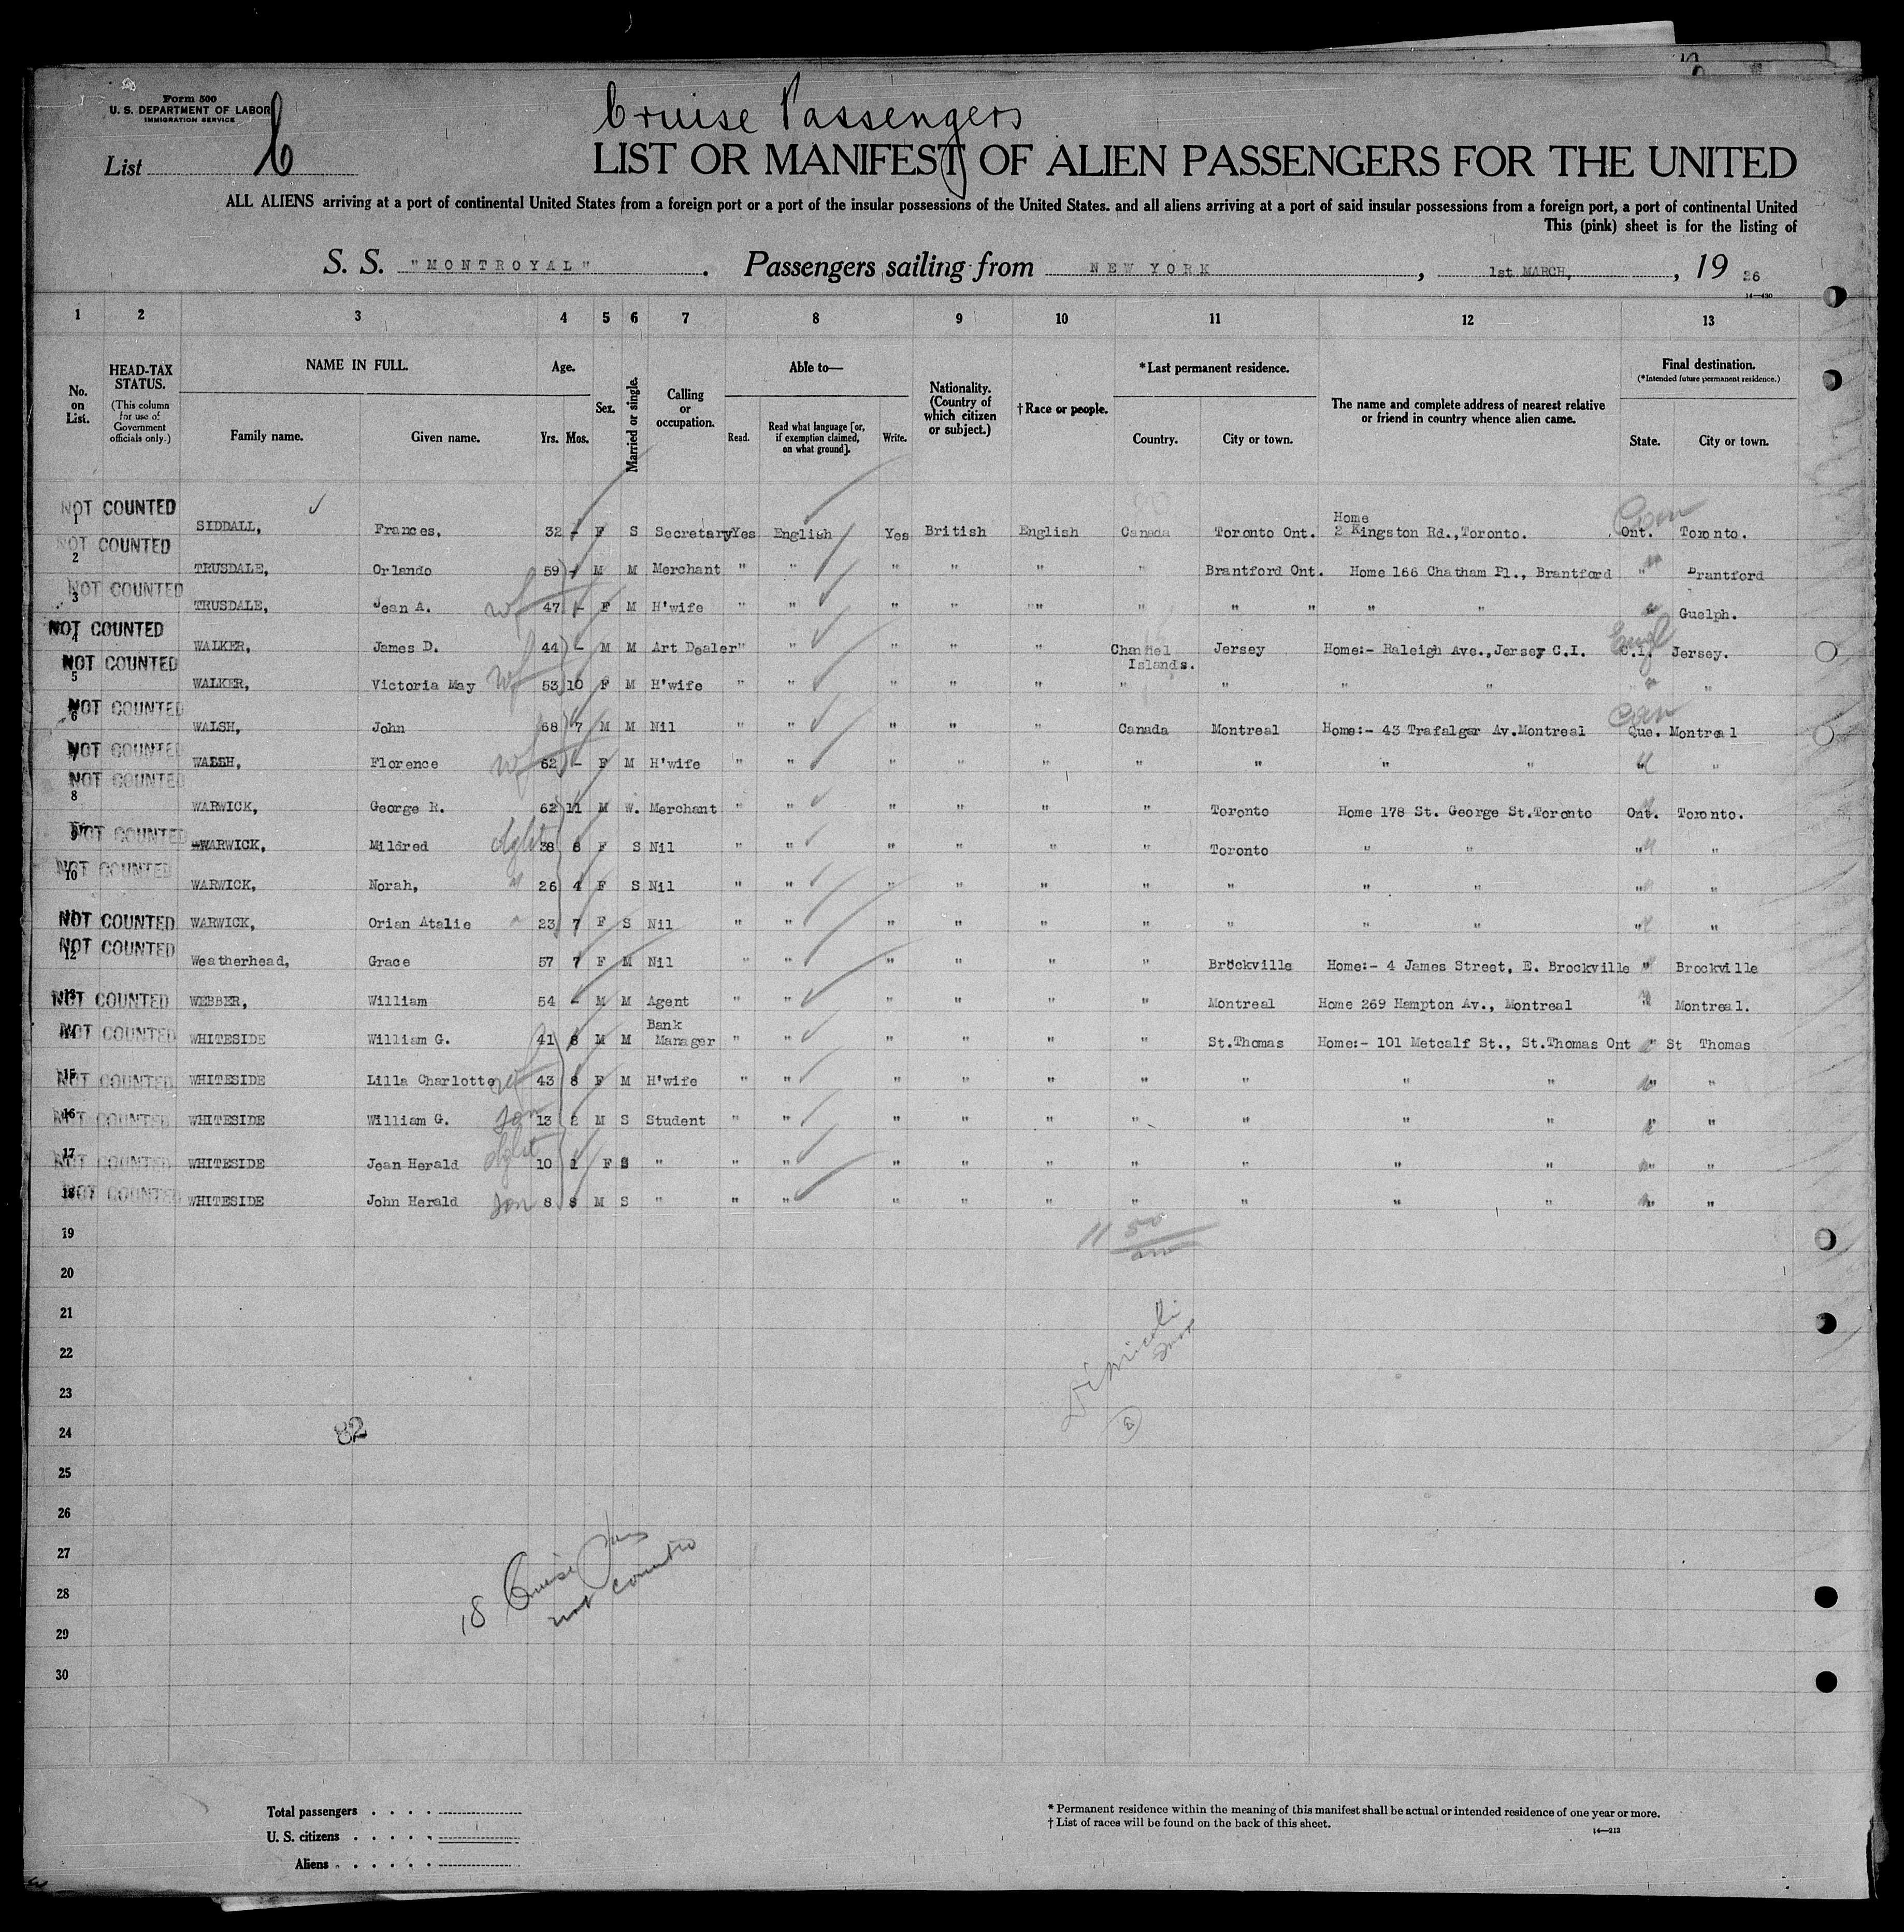 Form 500
U. S. DEPARTMENT OF LABOR
IMMIGRATION SERVICE
Cruise Passengers
List C
LIST OR MANIFEST OF ALIEN PASSENGERS FOR THE UNITED
ALL ALIENS arriving at a port of continental United States from a foreign port or a port of the insular possessions of the United States. and all aliens arriving at a port of said insular possessions from a foreign port, a port of continental United
This (pink) sheet is for the listing of
S. S. "MONTROYAL" . Passengers sailing from NEW YORK , 1st MARCH, , 19 26
14—430
1 2 3 4 5 6 7 8 9 10 11 12 13
No. on List. HEAD-TAX STATUS. (This column for use of Government officials only.) NAME IN FULL. Family name. Given name. Age. Yrs. Mos. Sex. Married or single. Calling or occupation. Able to— Read. Read what language [or, if exemption claimed, on what ground]. Write. Nationality. (Country of which citizen or subject.) †Race or people. *Last permanent residence. Country. City or town. The name and complete address of nearest relative or friend in country whence alien came. Final destination. (*Intended future permanent residence.) State. City or town.
NOT COUNTED 1 SIDDALL, Frances, 32 - F S Secretary Yes English Yes British English Canada Toronto Ont. Home 2 Kingston Rd.,Toronto. Ont. Toronto.
NOT COUNTED 2 TRUSDALE, Orlando 59 - M M Merchant " " " " " " Brantford Ont. Home 166 Chatham Pl., Brantford " Brantford
NOT COUNTED 3 TRUSDALE, Jean A. wf 47 - F M H'wife " " " " "" " " " " " " Guelph.
NOT COUNTED 4 WALKER, James D. 44 - M M Art Dealer " " " " " Channel Islands. Jersey Home:- Raleigh Ave.,Jersey C.I. Engl C.I. Jersey.
NOT COUNTED 5 WALKER, Victoria May wf 53 10 F M H'wife " " " " " " " " " " "
NOT COUNTED 6 WALSH, John 68 7 M M Nil " " " " " Canada Montreal Home:- 43 Trafalgar Av.Montreal Can Que. Montreal
NOT COUNTED 7 WALSH, Florence wf 62 - F M H'wife " " " " " " " " " " "
NOT COUNTED 8 WARWICK, George R. 62 11 M W. Merchant " " " " " " Toronto Home 178 St. George St.Toronto Ont. Toronto.
NOT COUNTED 9 WARWICK, Mildred dght 38 8 F S Nil " " " " " " Toronto " " " "
NOT COUNTED 10 WARWICK, Norah, " 26 4 F S Nil " " " " " " " " " " "
NOT COUNTED WARWICK, Orian Atalie " 23 7 F S Nil " " " " " " " " " " "
NOT COUNTED 12 Weatherhead, Grace 57 7 F M Nil " " " " " " Brockville Home:- 4 James Street, E. Brockville " Brockville
NOT COUNTED 13 WEBBER, William 54 - M M Agent " " " " " " Montreal Home 269 Hampton Av., Montreal " Montreal.
NOT COUNTED 14 WHITESIDE William G. 41 8 M M Bank Manager " " " " " " St.Thomas Home:- 101 Metcalf St., St.Thomas Ont " St Thomas
NOT COUNTED 15 WHITESIDE Lilla Charlotte wf 43 8 F M H'wife " " " " " " " " " " "
NOT COUNTED 16 WHITESIDE William G. son 13 2 M S Student " " " " " " " " " " "
NOT COUNTED 17 WHITESIDE Jean Herald dght 10 1 F S " " " " " " " " " " " "
NOT COUNTED 18 WHITESIDE John Herald son 8 8 M S " " " " " " " " " " " "
19 11 50
20
21
22
23
24 82
25
26
27
28 18 Cruise
not counted
29
30
Total passengers . . . .
U. S. citizens . . . . .
Aliens . . . . . .
* Permanent residence within the meaning of this manifest shall be actual or intended residence of one year or more.
† List of races will be found on the back of this sheet.
14—212